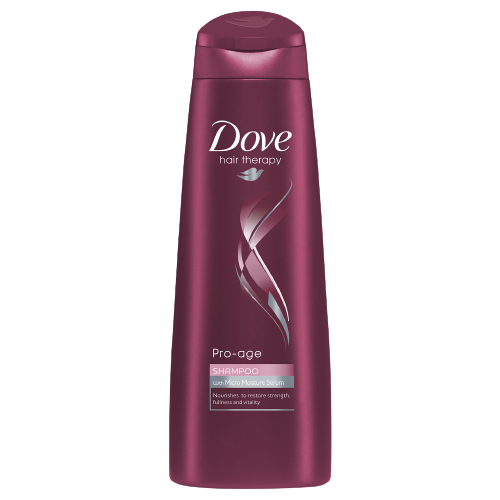 Dove
hair therapy
Pro-age
SHAMPOO
with Micro Moisture Serum
Nourishes to restore strength,
fullness and vitality.